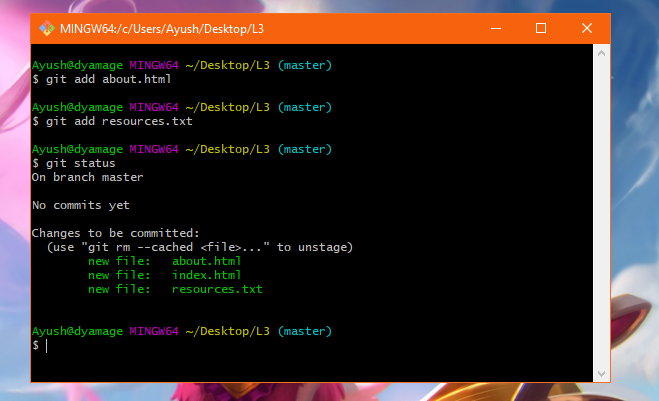 MINGW64:/c/Users/Ayush/Desktop/L3
Ayush@dyamage MINGW64 ~/Desktop/L3 (master)
$ git add about.html
Ayush@dyamage MINGW64 ~/Desktop/L3 (master)
$ git add resources.txt
Ayush@dyamage MINGW64 ~/Desktop/L3 (master)
$ git status
On branch master
No commits yet
Changes to be committed:
  (use "git rm --cached <file>..." to unstage)
        new file:   about.html
        new file:   index.html
        new file:   resources.txt
Ayush@dyamage MINGW64 ~/Desktop/L3 (master)
$